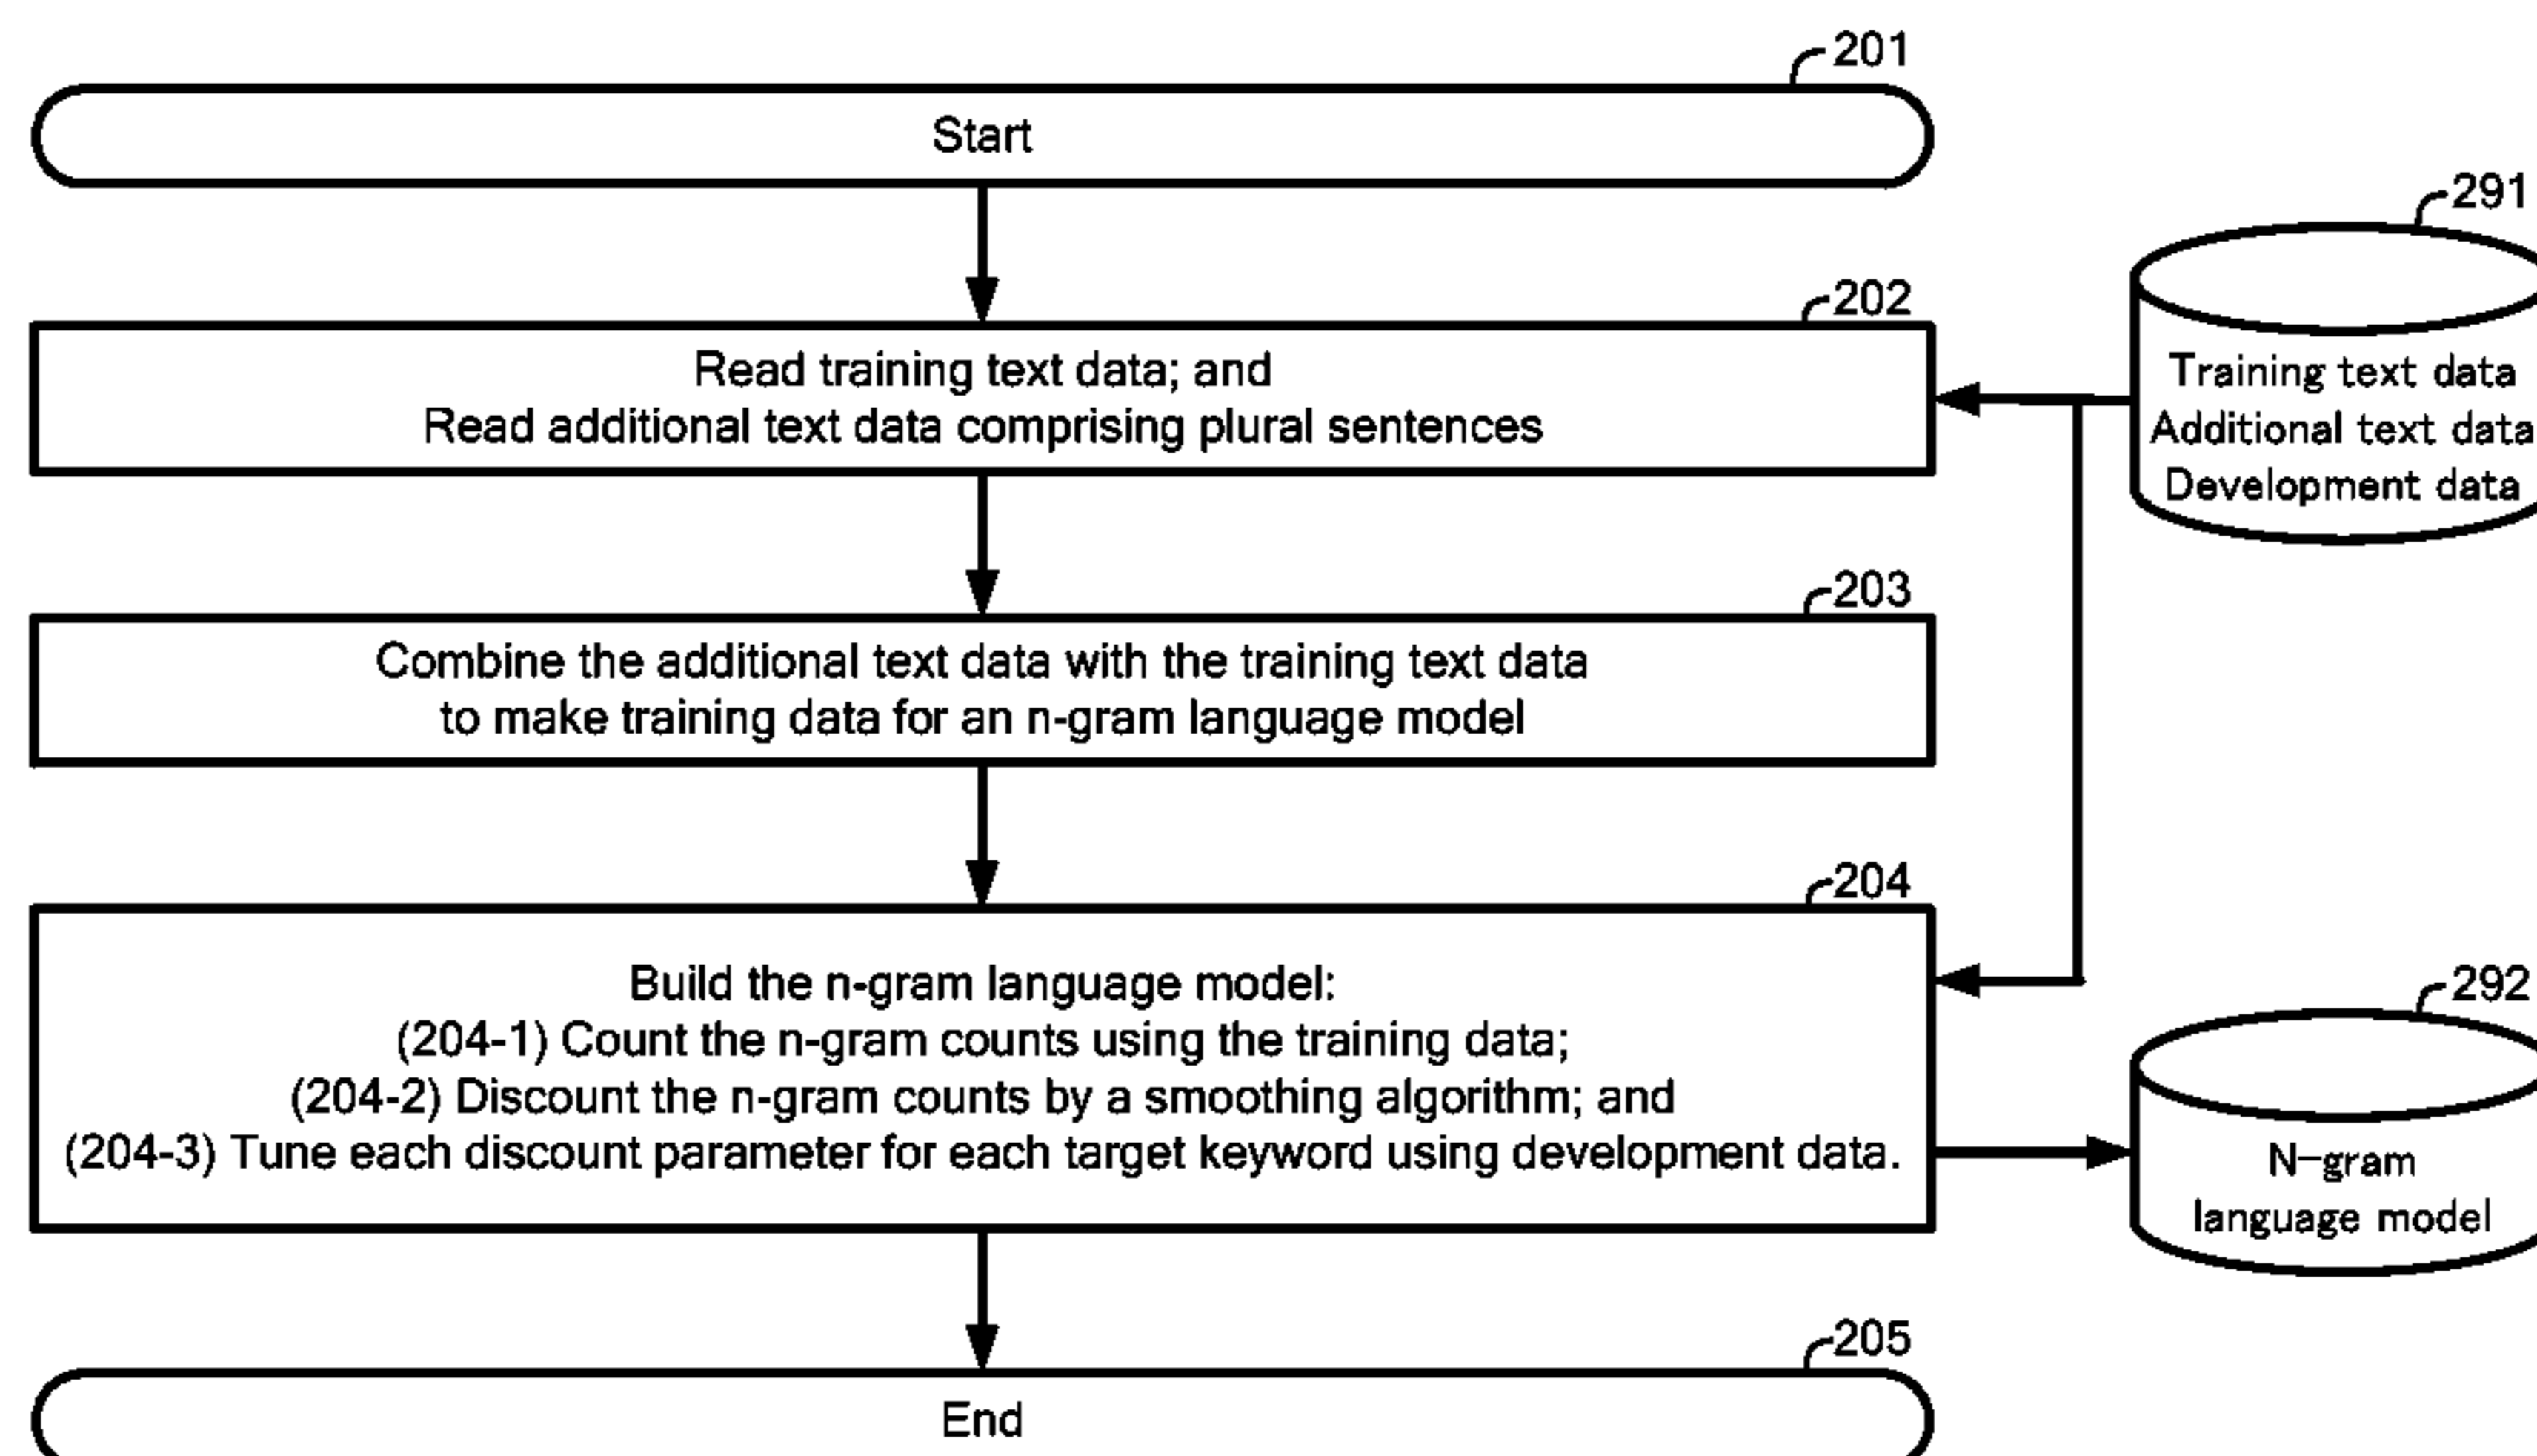 201
Start
291
202
Read training text data; and
Read additional text data comprising plural sentences
Training text data
Additional text data
Development data
203
Combine the additional text data with the training text data
to make training data for an n-gram language model
204
Build the n-gram language model:
(204-1) Count the n-gram counts using the training data;
(204-2) Discount the n-gram counts by a smoothing algorithm; and
(204-3) Tune each discount parameter for each target keyword using development data.
292
N-gram
language model
205
End